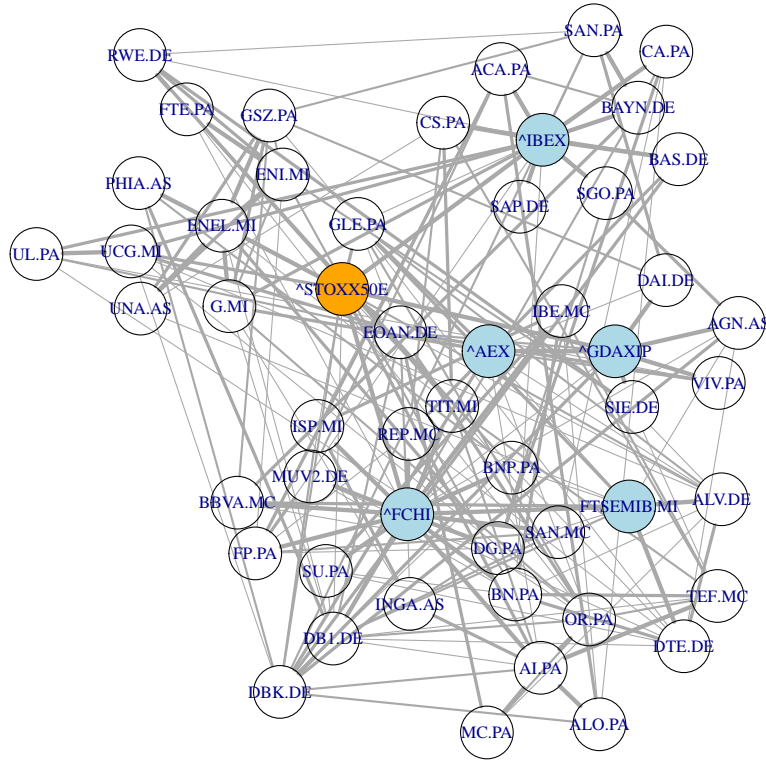 SAN.PA
CA.PA
RWE.DE
ACA.PA
FTE.PA
GSZ.PA
CS.PA
BAYN.DE
^IBEX
BAS.DE
ENI.MI
PHIA.AS
SGO.PA
SAP.DE
ENEL.MI
GLE.PA
UL.PA
UCG.MI
DAI.DE
^STOXX50E
UNA.AS
G.MI
IBE.MC
AGN.AS
EOAN.DE
^AEX
^GDAXIP
VIV.PA
TIT.MI
SIE.DE
ISP.MI
REP.MC
BNP.PA
MUV2.DE
BBVA.MC
^FCHI
FTSEMIB.MI
ALV.DE
SAN.MC
DG.PA
FP.PA
SU.PA
BN.PA
TEF.MC
INGA.AS
OR.PA
DB1.DE
DTE.DE
AI.PA
DBK.DE
MC.PA
ALO.PA